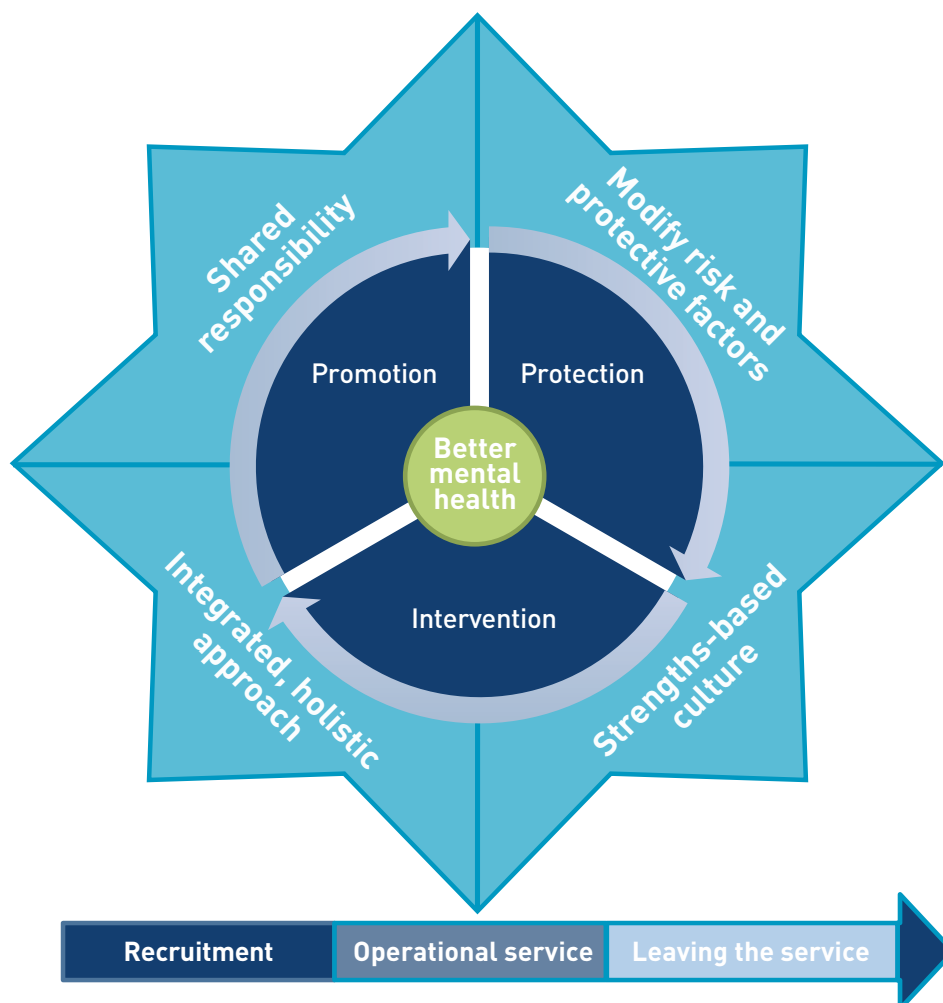 Shared
responsibility
Modify risk and
protective factors
Promotion
Protection
Better
mental
health
Intervention
Integrated, holistic
approach
Strengths-based
culture
Recruitment
Operational service
Leaving the service